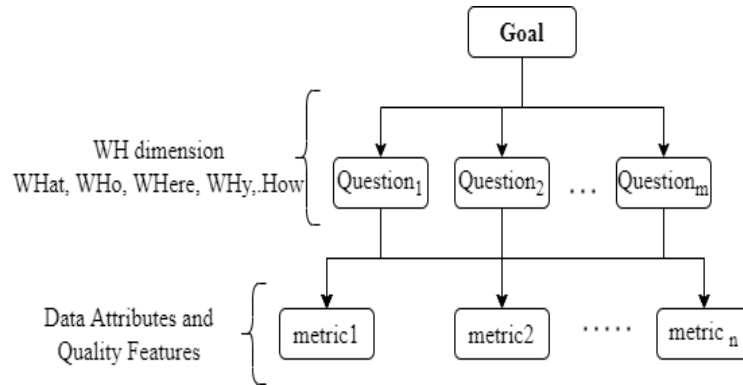 Goal
WH dimension
WHat, WHo, WHere, WHy,.How
Question1 Question2 ... Questionm
Data Attributes and
Quality Features
metric1 metric2 ..... metric n